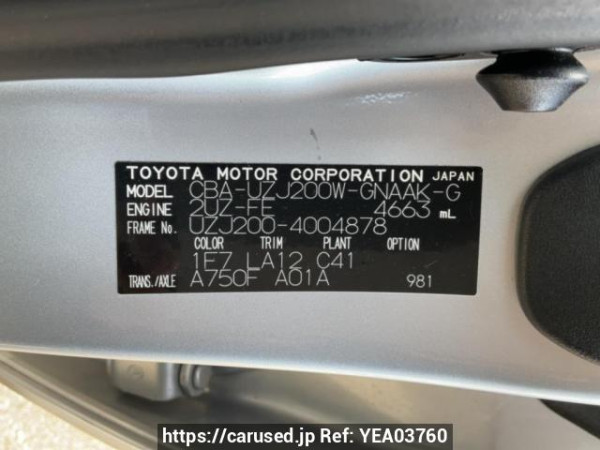 TOYOTA MOTOR CORPORATION JAPAN
MODEL CBA-UZJ200W-GNAAK-G
ENGINE 2UZ-FE 4663 mL
FRAME No. UZJ200-4004878
COLOR TRIM PLANT OPTION
1F7 LA12 C41
TRANS./AXLE A750F A01A 981
https://carused.jp Ref: YEA03760